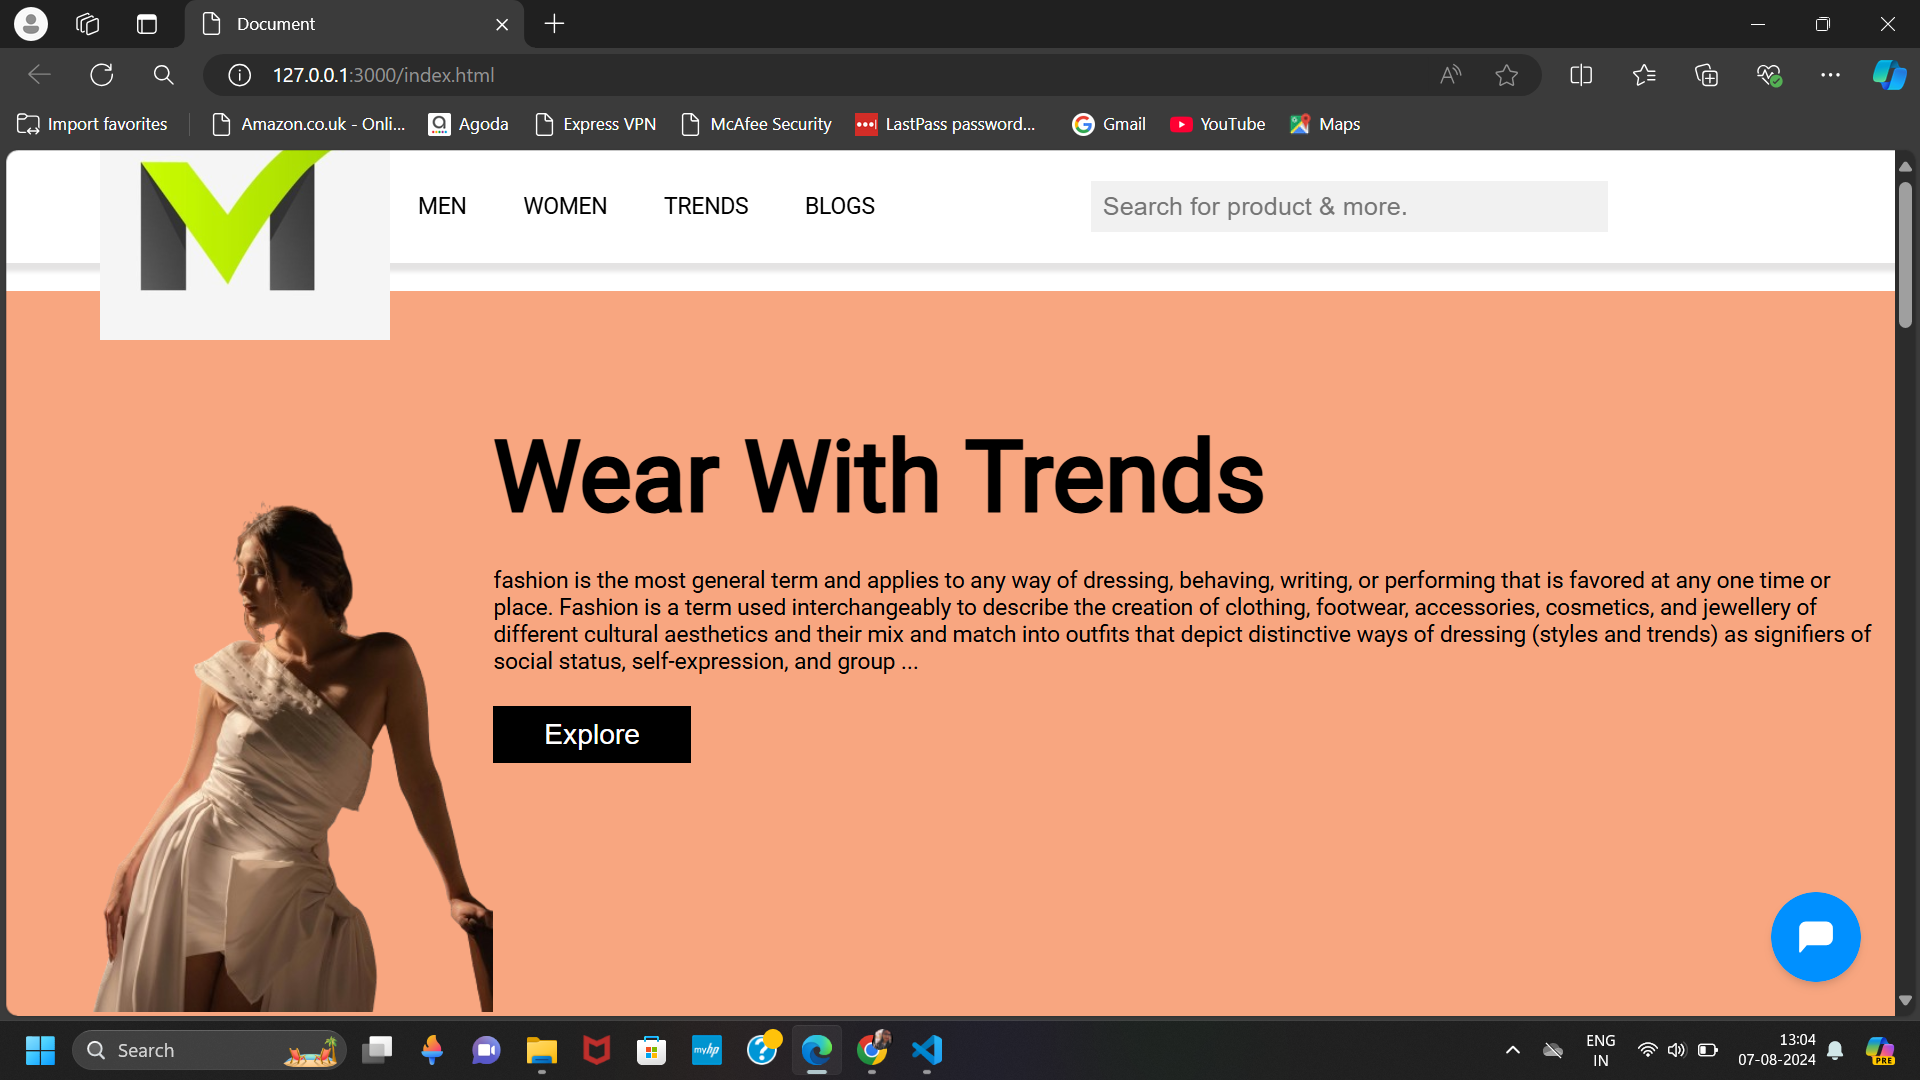 Document
127.0.0.1:3000/index.html
Import favorites
Amazon.co.uk - Onli...
Agoda
Express VPN
McAfee Security
LastPass password...
Gmail
YouTube
Maps
M
MEN
WOMEN
TRENDS
BLOGS
Search for product & more.
Wear With Trends
fashion is the most general term and applies to any way of dressing, behaving, writing, or performing that is favored at any one time or
place. Fashion is a term used interchangeably to describe the creation of clothing, footwear, accessories, cosmetics, and jewellery of
different cultural aesthetics and their mix and match into outfits that depict distinctive ways of dressing (styles and trends) as signifiers of
social status, self-expression, and group ...
Explore
Search
myhp
ENG
IN
13:04
07-08-2024
PRE